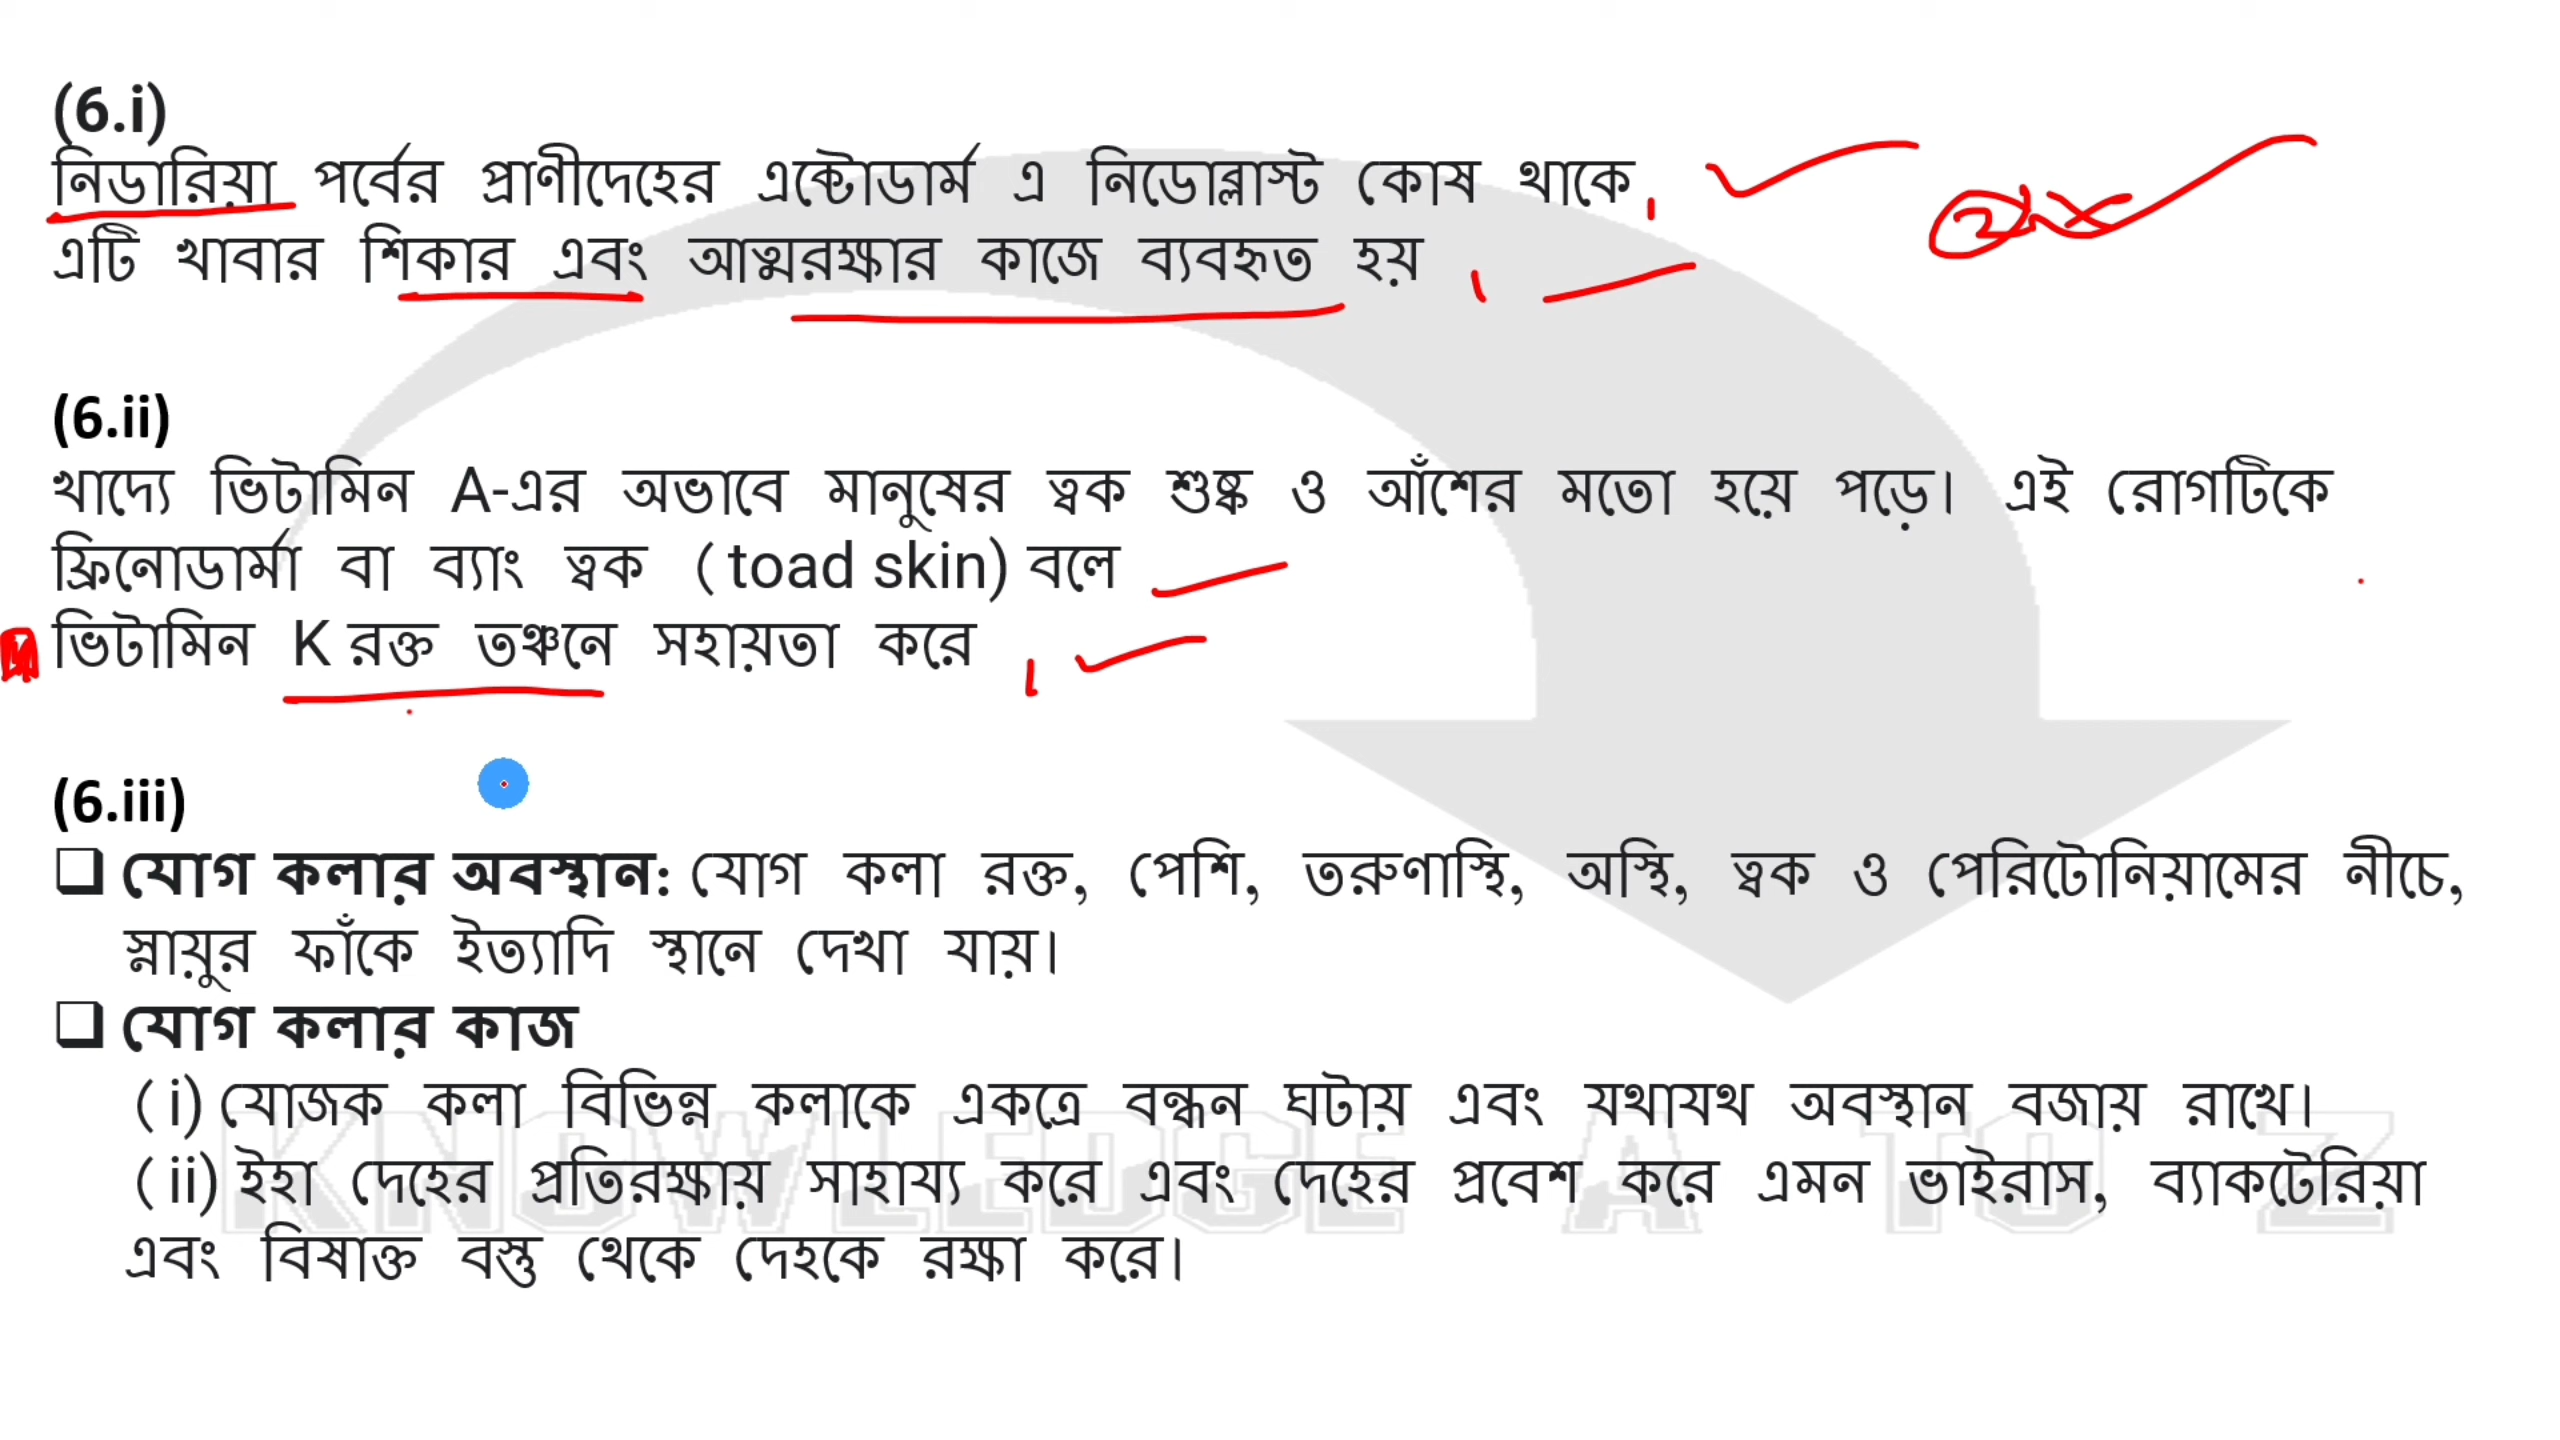 (6.i)
নিডারিয়া পর্বের প্রাণীদেহের এক্টোডার্ম এ নিডোব্লাস্ট কোষ থাকে
এটি খাবার শিকার এবং আত্মরক্ষার কাজে ব্যবহৃত হয়
(6.ii)
খাদ্যে ভিটামিন A-এর অভাবে মানুষের ত্বক শুষ্ক ও আঁশের মতো হয়ে পড়ে। এই রোগটিকে
ফ্রিনোডার্মা বা ব্যাং ত্বক ( toad skin) বলে
ভিটামিন K রক্ত তঞ্চনে সহায়তা করে
(6.iii)
যোগ কলার অবস্থান: যোগ কলা রক্ত, পেশি, তরুণাস্থি, অস্থি, ত্বক ও পেরিটোনিয়ামের নীচে,
স্নায়ুর ফাঁকে ইত্যাদি স্থানে দেখা যায়।
যোগ কলার কাজ
( i) যোজক কলা বিভিন্ন কলাকে একত্রে বন্ধন ঘটায় এবং যথাযথ অবস্থান বজায় রাখে।
( ii) ইহা দেহের প্রতিরক্ষায় সাহায্য করে এবং দেহের প্রবেশ করে এমন ভাইরাস, ব্যাকটেরিয়া
এবং বিষাক্ত বস্তু থেকে দেহকে রক্ষা করে।
KNOWLEDGE A TO Z